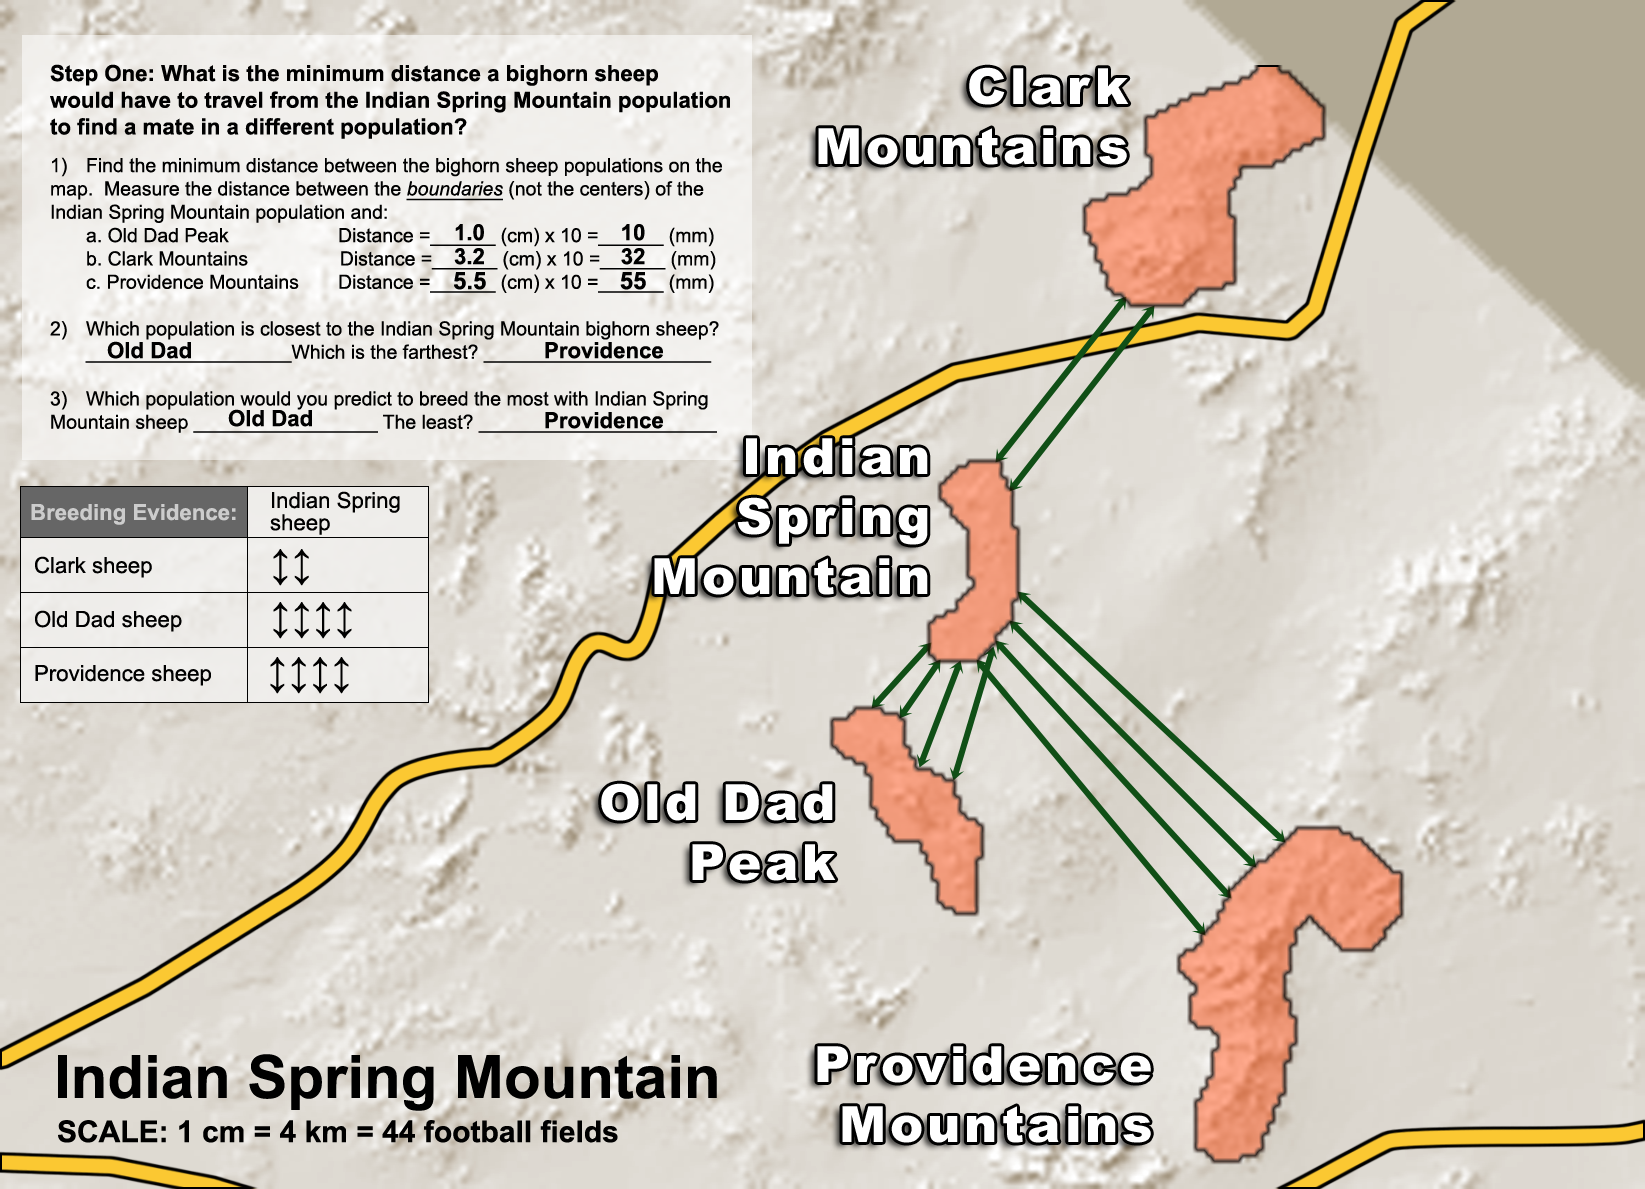 Step One: What is the minimum distance a bighorn sheep
would have to travel from the Indian Spring Mountain population
to find a mate in a different population?
1) Find the minimum distance between the bighorn sheep populations on the
map. Measure the distance between the boundaries (not the centers) of the
Indian Spring Mountain population and:
a. Old Dad Peak Distance = 1.0 (cm) x 10 = 10 (mm)
b. Clark Mountains Distance = 3.2 (cm) x 10 = 32 (mm)
c. Providence Mountains Distance = 5.5 (cm) x 10 = 55 (mm)
2) Which population is closest to the Indian Spring Mountain bighorn sheep?
Old Dad Which is the farthest? Providence
3) Which population would you predict to breed the most with Indian Spring
Mountain sheep Old Dad The least? Providence
Breeding Evidence: Indian Spring
sheep
Clark sheep
Old Dad sheep
Providence sheep
Clark
Mountains
Indian
Spring
Mountain
Old Dad
Peak
Providence
Mountains
Indian Spring Mountain
SCALE: 1 cm = 4 km = 44 football fields